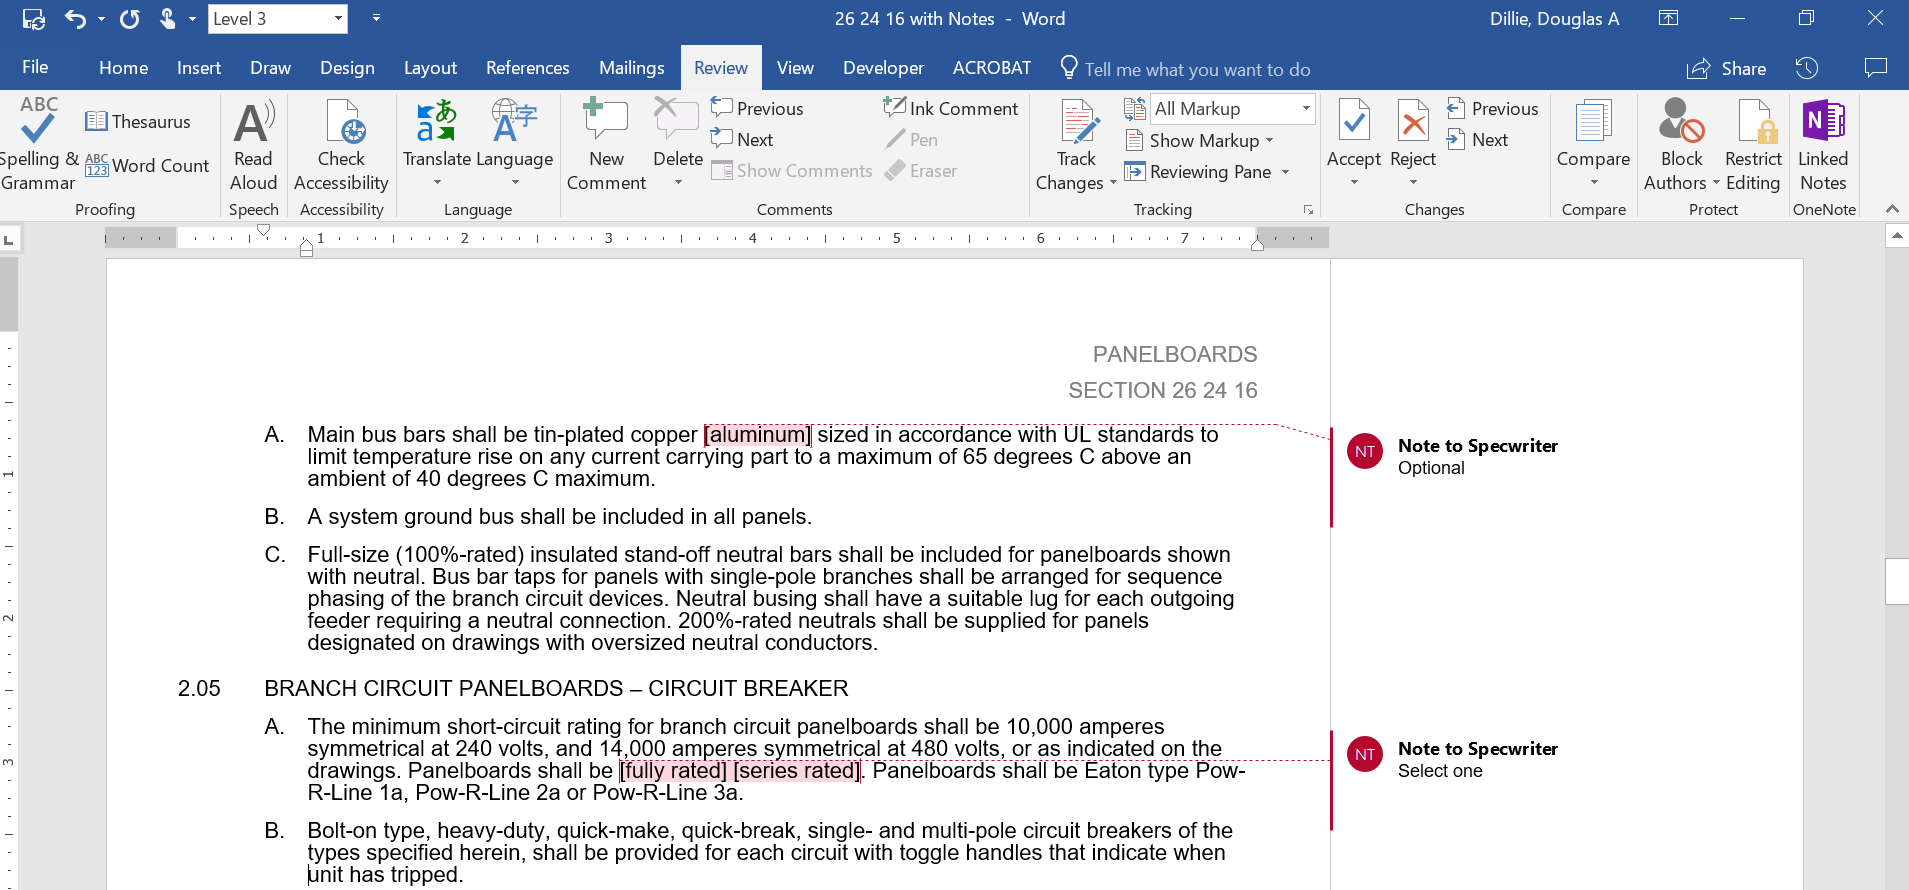 Level 3
26 24 16 with Notes - Word
Dillie, Douglas A
File Home Insert Draw Design Layout References Mailings Review View Developer ACROBAT Tell me what you want to do Share
ABC
Spelling &
Grammar
Thesaurus
ABC
123
Word Count
Proofing
Read
Aloud
Speech
Check
Accessibility
Accessibility
Translate
Language
Language
New
Comment
Delete
Previous
Next
Show Comments
Ink Comment
Pen
Eraser
Comments
Track
Changes
All Markup
Show Markup
Reviewing Pane
Tracking
Accept
Reject
Previous
Next
Changes
Compare
Compare
Block
Authors
Restrict
Editing
Protect
N
Linked
Notes
OneNote
1 2 3 4 5 6 7
1
2
3
PANELBOARDS
SECTION 26 24 16
A. Main bus bars shall be tin-plated copper [aluminum] sized in accordance with UL standards to
limit temperature rise on any current carrying part to a maximum of 65 degrees C above an
ambient of 40 degrees C maximum.
NT Note to Specwriter
Optional
B. A system ground bus shall be included in all panels.
C. Full-size (100%-rated) insulated stand-off neutral bars shall be included for panelboards shown
with neutral. Bus bar taps for panels with single-pole branches shall be arranged for sequence
phasing of the branch circuit devices. Neutral busing shall have a suitable lug for each outgoing
feeder requiring a neutral connection. 200%-rated neutrals shall be supplied for panels
designated on drawings with oversized neutral conductors.
2.05 BRANCH CIRCUIT PANELBOARDS – CIRCUIT BREAKER
A. The minimum short-circuit rating for branch circuit panelboards shall be 10,000 amperes
symmetrical at 240 volts, and 14,000 amperes symmetrical at 480 volts, or as indicated on the
drawings. Panelboards shall be [fully rated] [series rated]. Panelboards shall be Eaton type Pow-
R-Line 1a, Pow-R-Line 2a or Pow-R-Line 3a.
NT Note to Specwriter
Select one
B. Bolt-on type, heavy-duty, quick-make, quick-break, single- and multi-pole circuit breakers of the
types specified herein, shall be provided for each circuit with toggle handles that indicate when
unit has tripped.